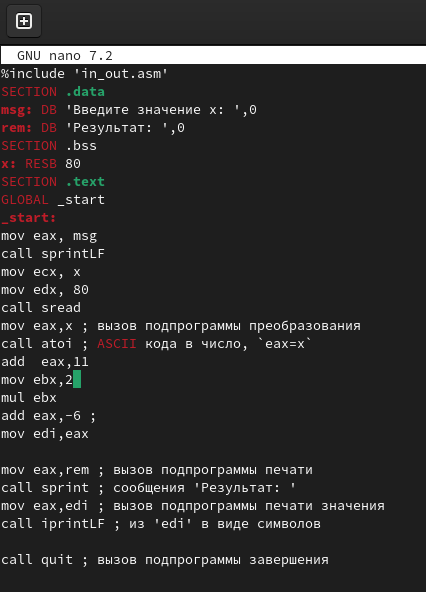 GNU nano 7.2
%include 'in_out.asm'
SECTION .data
msg: DB 'Введите значение x: ',0
rem: DB 'Результат: ',0
SECTION .bss
x: RESB 80
SECTION .text
GLOBAL _start
_start:
mov eax, msg
call sprintLF
mov ecx, x
mov edx, 80
call sread
mov eax,x ; вызов подпрограммы преобразования
call atoi ; ASCII кода в число, `eax=x`
add  eax,11
mov ebx,2
mul ebx
add eax,-6 ;
mov edi,eax
mov eax,rem ; вызов подпрограммы печати
call sprint ; сообщения 'Результат: '
mov eax,edi ; вызов подпрограммы печати значения
call iprintLF ; из 'edi' в виде символов
call quit ; вызов подпрограммы завершения